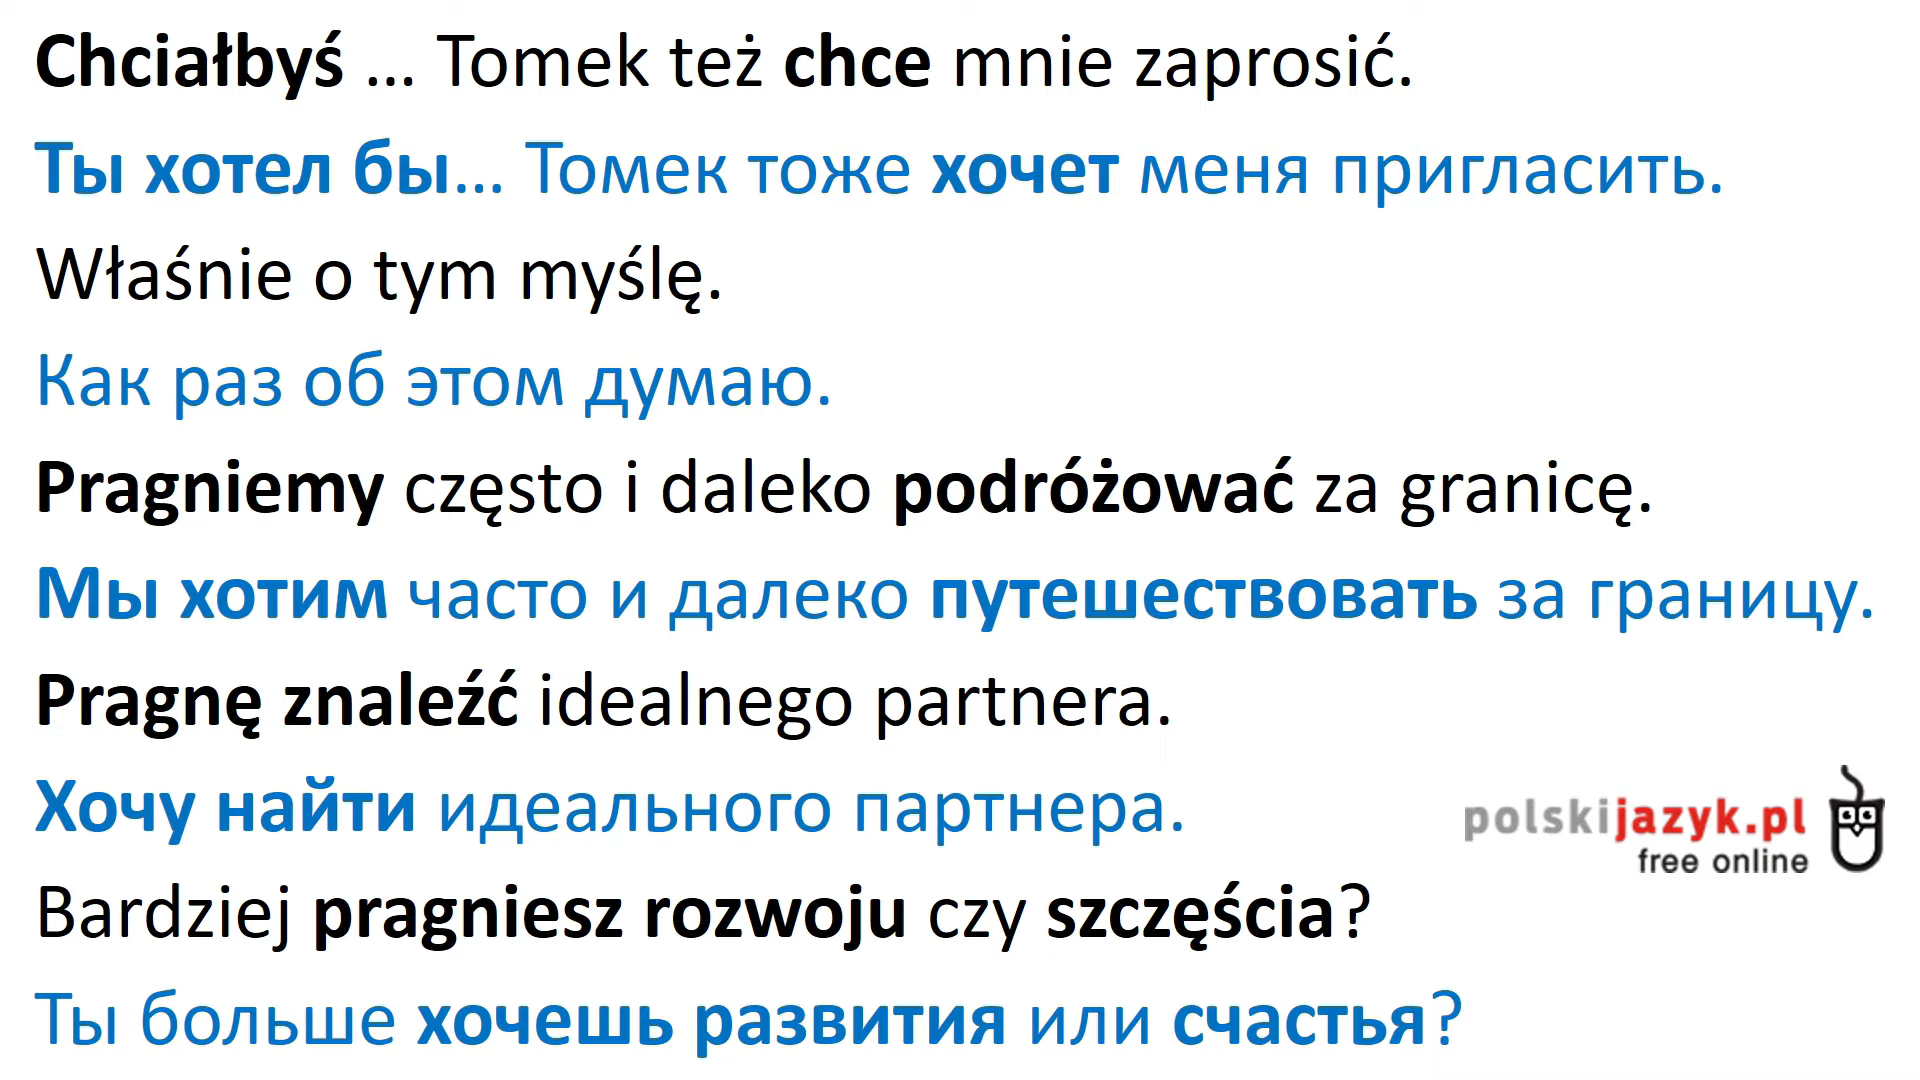 Chciałbyś ... Tomek też chce mnie zaprosić.
Ты хотел бы... Томек тоже хочет меня пригласить.
Właśnie o tym myślę.
Как раз об этом думаю.
Pragniemy często i daleko podróżować za granicę.
Мы хотим часто и далеко путешествовать за границу.
Pragnę znaleźć idealnego partnera.
Хочу найти идеального партнера.
polskijazyk.pl
free online
Bardziej pragniesz rozwoju czy szczęścia?
Ты больше хочешь развития или счастья?